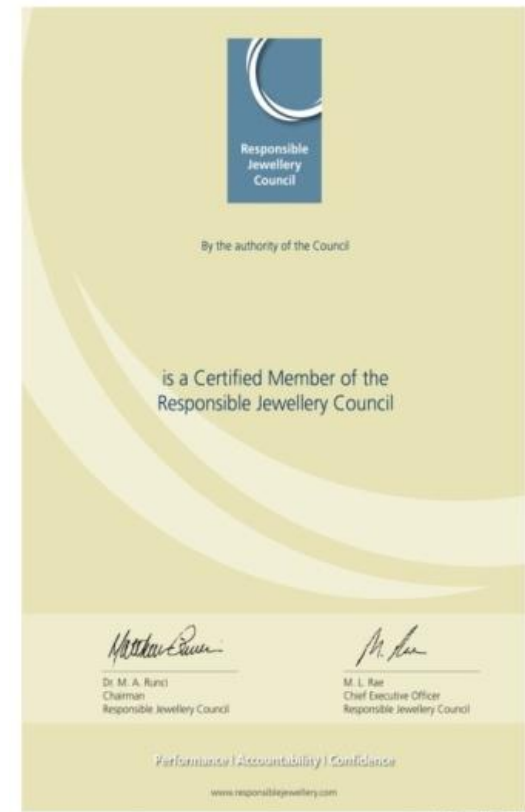 Responsible
Jewellery
Council
By the authority of the Council
is a Certified Member of the
Responsible Jewellery Council
Dr. M. A. Runci
Chairman
Responsible Jewellery Council
M. L. Rae
Chief Executive Officer
Responsible Jewellery Council
Performance | Accountability | Confidence
www.responsiblejewellery.com